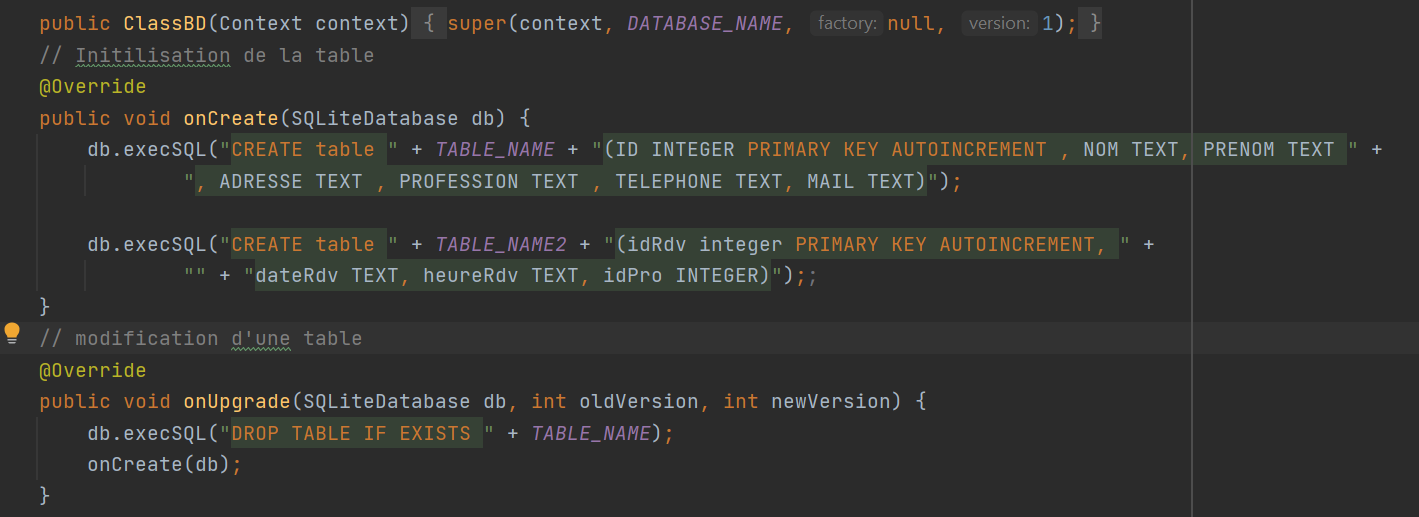 public ClassBD(Context context) { super(context, DATABASE_NAME, factory: null, version: 1); }
// Initilisation de la table
@Override
public void onCreate(SQLiteDatabase db) {
db.execSQL("CREATE table " + TABLE_NAME + "(ID INTEGER PRIMARY KEY AUTOINCREMENT , NOM TEXT, PRENOM TEXT " +
", ADRESSE TEXT , PROFESSION TEXT , TELEPHONE TEXT, MAIL TEXT)");
db.execSQL("CREATE table " + TABLE_NAME2 + "(idRdv integer PRIMARY KEY AUTOINCREMENT, " +
"" + "dateRdv TEXT, heureRdv TEXT, idPro INTEGER)");;
}
// modification d'une table
@Override
public void onUpgrade(SQLiteDatabase db, int oldVersion, int newVersion) {
db.execSQL("DROP TABLE IF EXISTS " + TABLE_NAME);
onCreate(db);
}